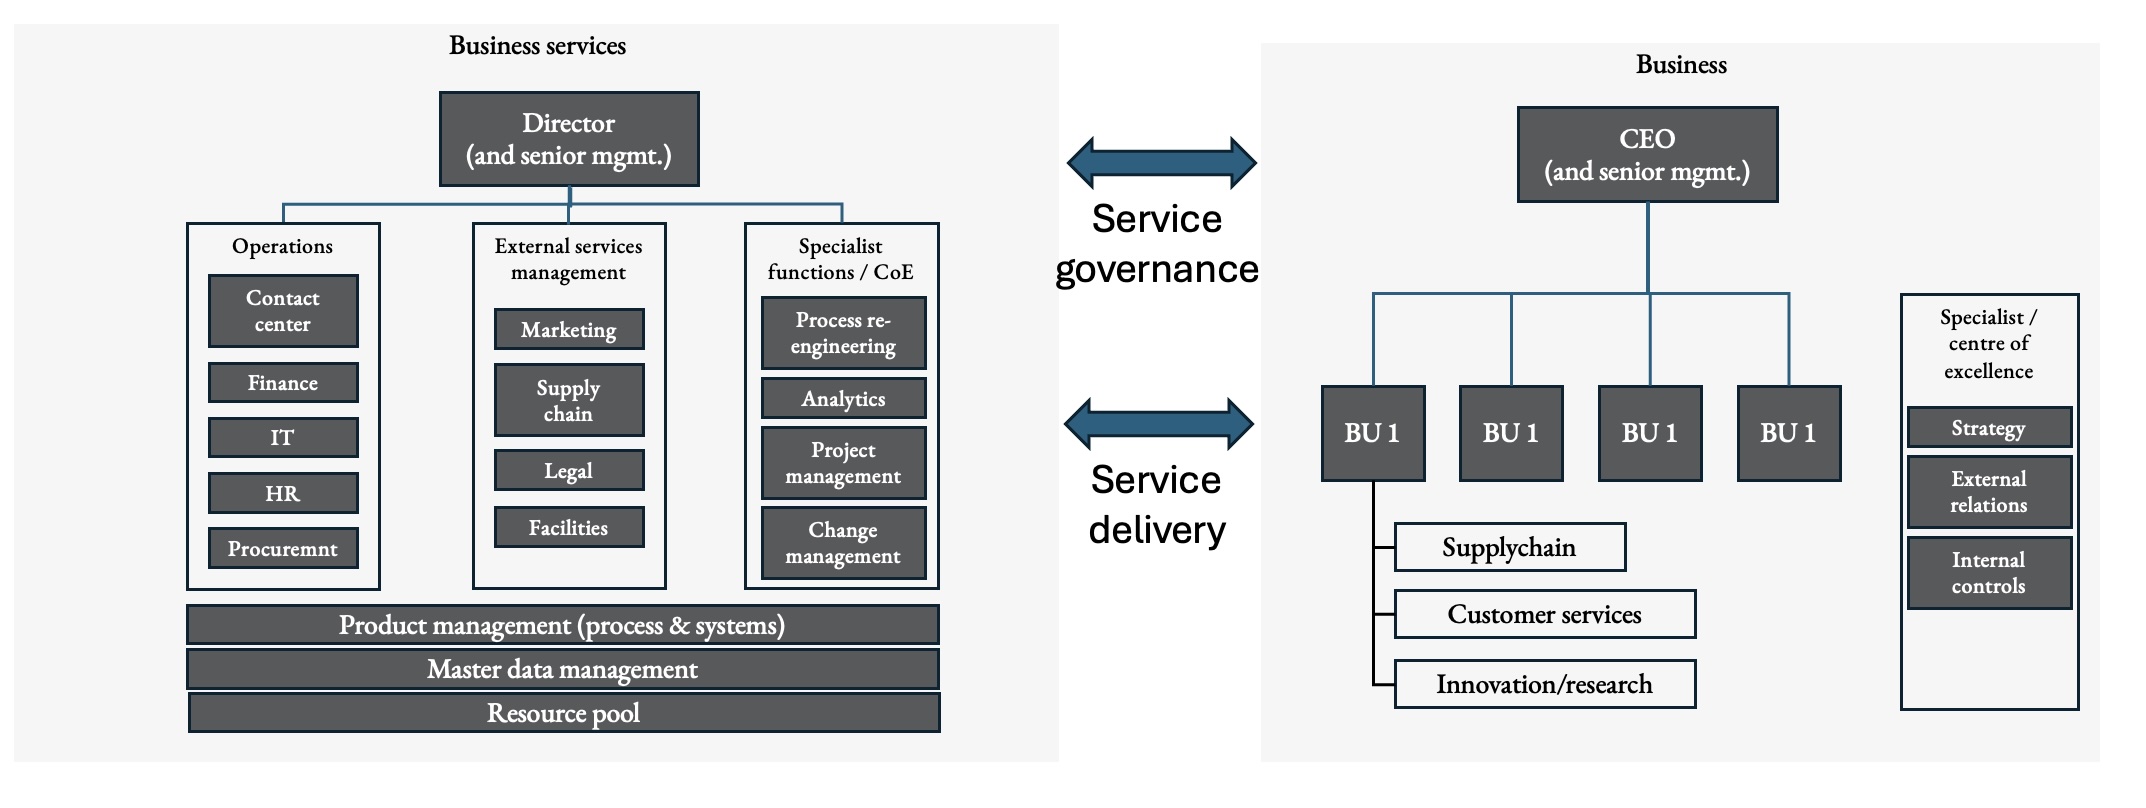 Business services
Director
(and senior mgmt.)
Operations
Contact
center
Finance
IT
HR
Procuremnt
External services
management
Marketing
Supply
chain
Legal
Facilities
Specialist
functions / CoE
Process re-
engineering
Analytics
Project
management
Change
management
Product management (process & systems)
Master data management
Resource pool
Service
governance
Service
delivery
Business
CEO
(and senior mgmt.)
BU 1
BU 1
BU 1
BU 1
Supplychain
Customer services
Innovation/research
Specialist /
centre of
excellence
Strategy
External
relations
Internal
controls